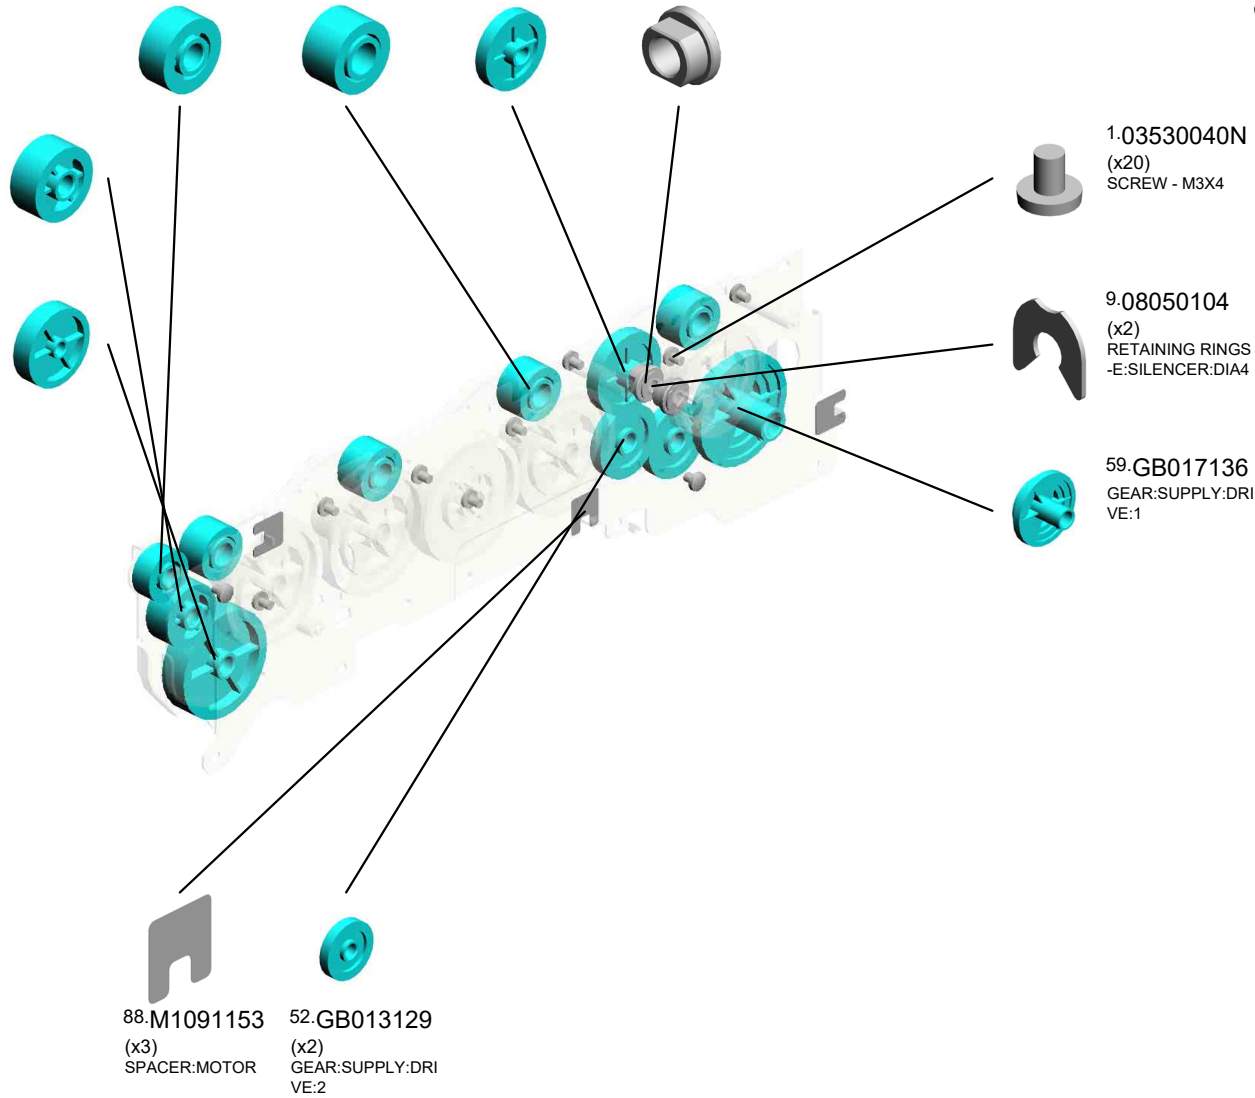 1.03530040N
(x20)
SCREW - M3X4
9.08050104
(x2)
RETAINING RINGS
-E:SILENCER:DIA4
59.GB017136
GEAR:SUPPLY:DRI
VE:1
88.M1091153
(x3)
SPACER:MOTOR
52.GB013129
(x2)
GEAR:SUPPLY:DRI
VE:2